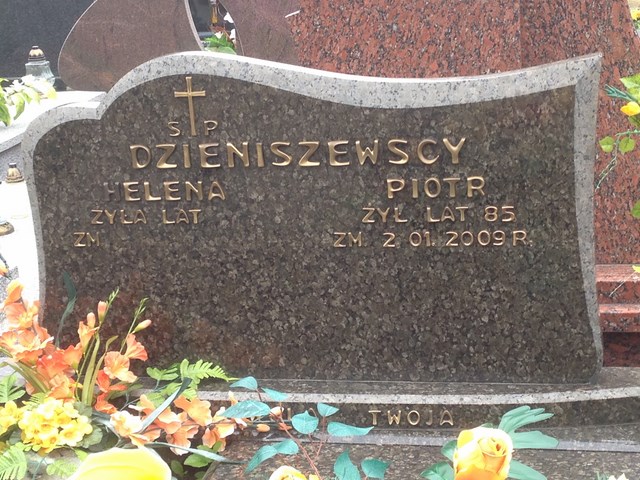 Ś P
DZIENISZEWSCY
HELENA PIOTR
ŻYŁA LAT ŻYŁ LAT 85
ZM ZM. 2 01. 2009 R.
TWOJA